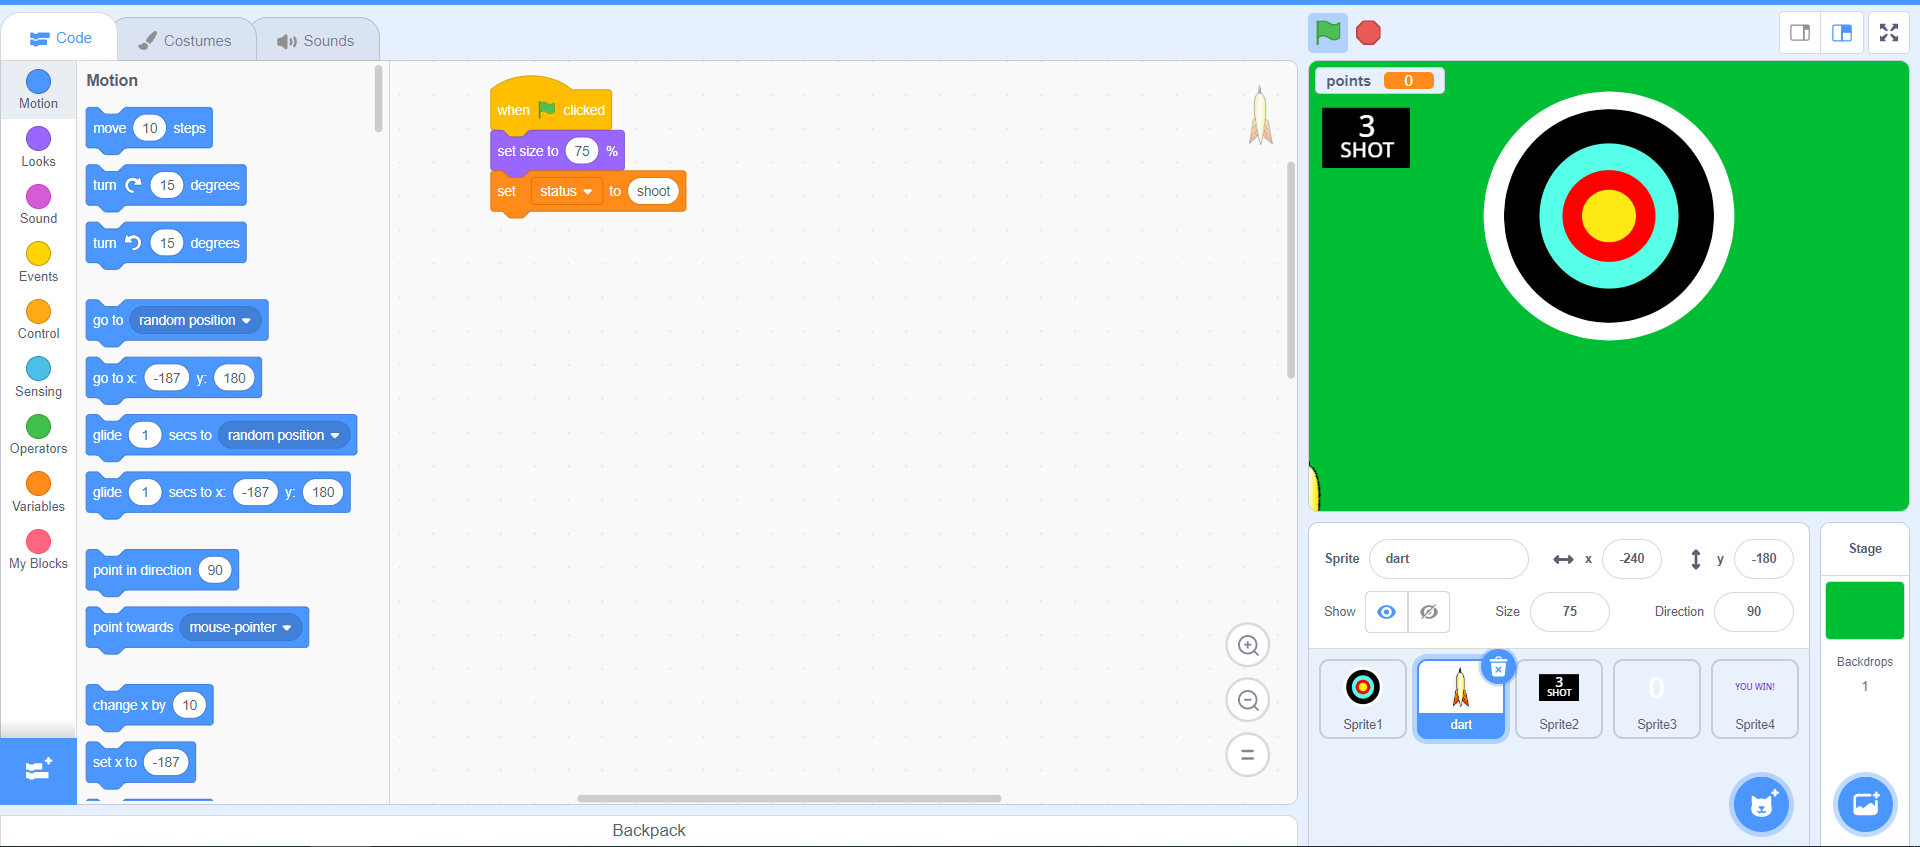 Code
Costumes
Sounds
Motion
Looks
Sound
Events
Control
Sensing
Operators
Variables
My Blocks
Motion
move 10 steps
turn 15 degrees
turn 15 degrees
go to random position
go to x: -187 y: 180
glide 1 secs to random position
glide 1 secs to x: -187 y: 180
point in direction 90
point towards mouse-pointer
change x by 10
set x to -187
when clicked
set size to 75 %
set status to shoot
Backpack
points 0
3
SHOT
Sprite dart x -240 y -180
Show Size 75 Direction 90
Sprite1
dart
3
SHOT
Sprite2
0
Sprite3
YOU WIN!
Sprite4
Stage
Backdrops
1